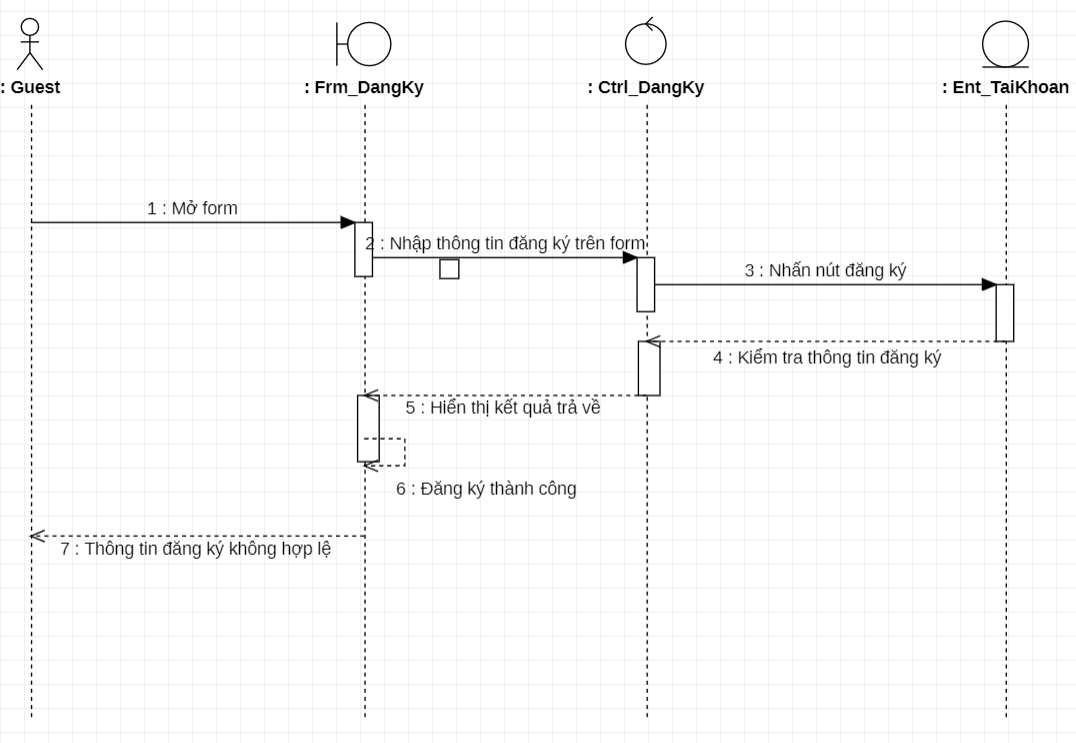 : Guest
: Frm_DangKy
: Ctrl_DangKy
: Ent_TaiKhoan
1 : Mở form
2 : Nhập thông tin đăng ký trên form
3 : Nhấn nút đăng ký
4 : Kiểm tra thông tin đăng ký
5 : Hiển thị kết quả trả về
6 : Đăng ký thành công
7 : Thông tin đăng ký không hợp lệ